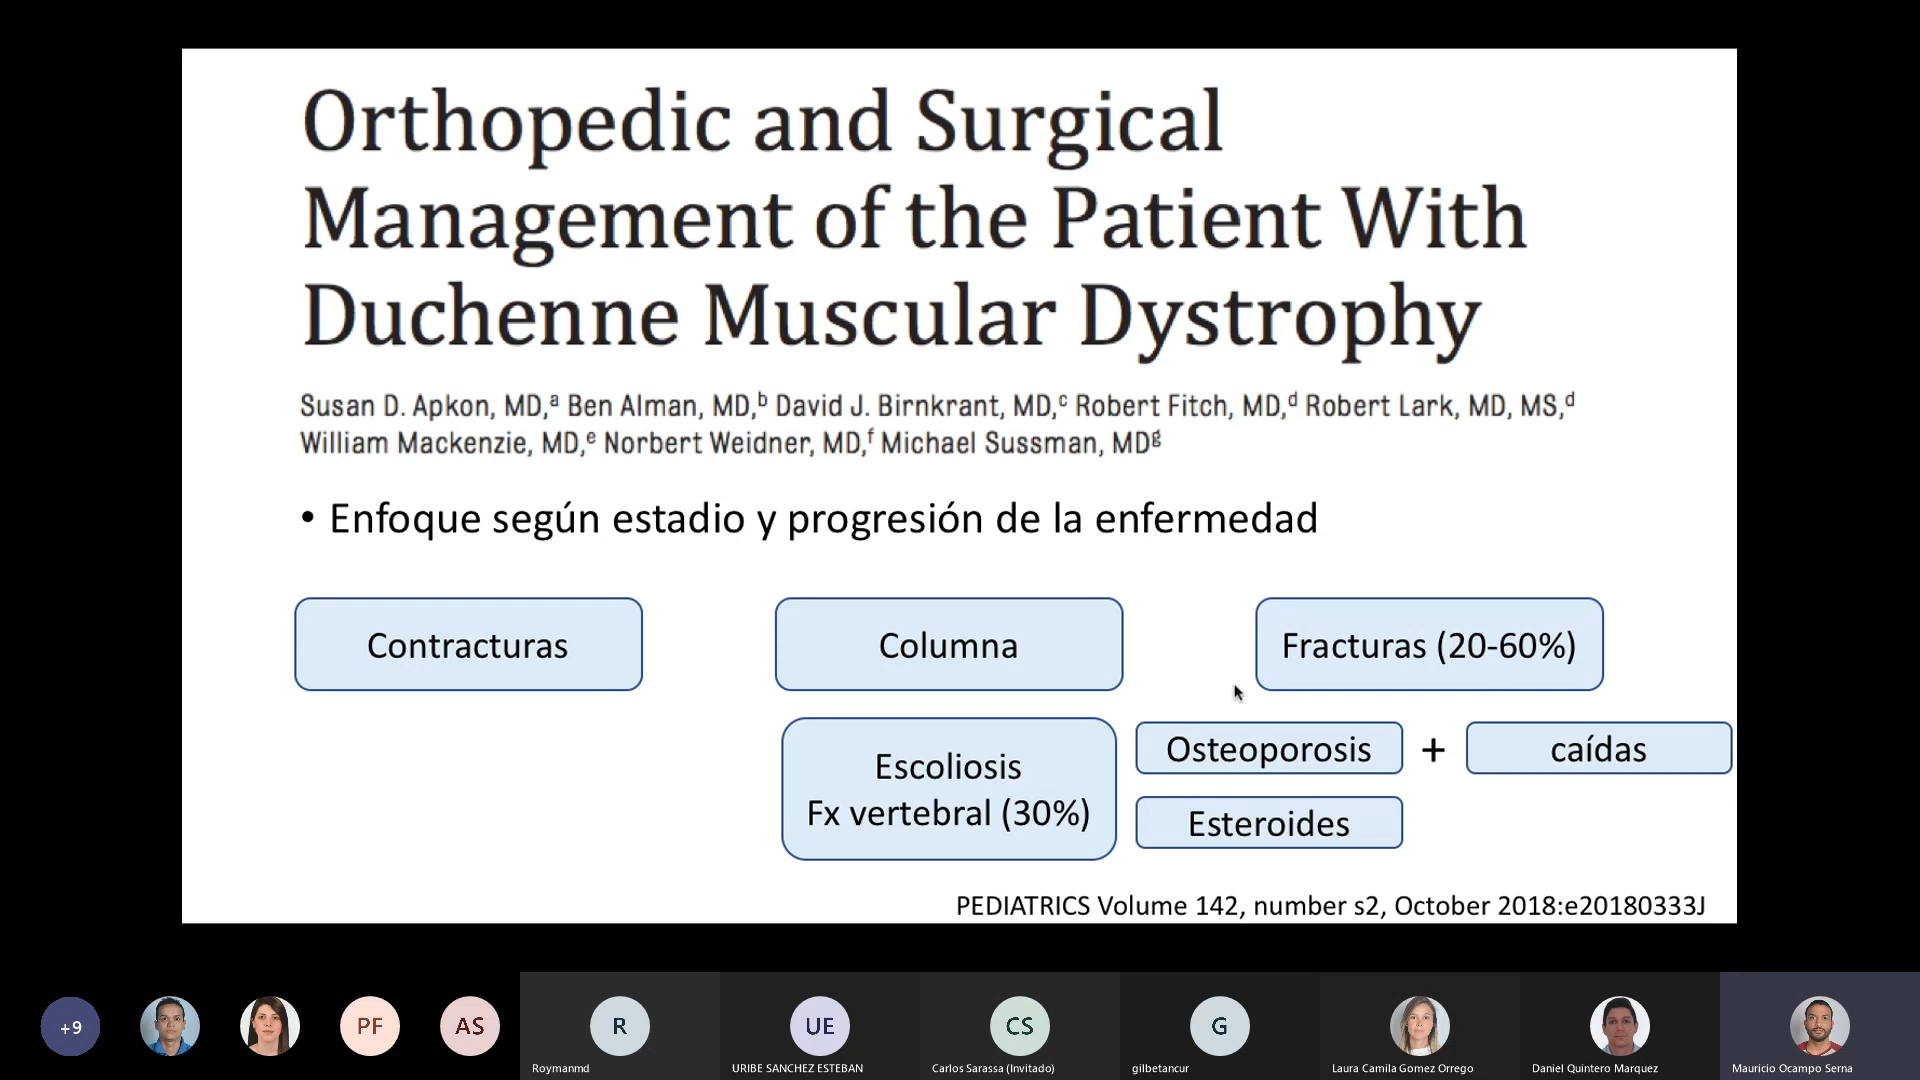 Orthopedic and Surgical
Management of the Patient With
Duchenne Muscular Dystrophy
Susan D. Apkon, MD,ᵃ Ben Alman, MD,ᵇ David J. Birnkrant, MD,ᶜ Robert Fitch, MD,ᵈ Robert Lark, MD, MS,ᵈ
William Mackenzie, MD,ᵉ Norbert Weidner, MD,ᶠ Michael Sussman, MDᵍ
• Enfoque según estadio y progresión de la enfermedad
Contracturas
Columna
Fracturas (20-60%)
Escoliosis
Fx vertebral (30%)
Osteoporosis + caídas
Esteroides
PEDIATRICS Volume 142, number s2, October 2018:e20180333J
+9
PF
AS
R
Roymanmd
UE
URIBE SANCHEZ ESTEBAN
CS
Carlos Sarassa (Invitado)
G
gilbetancur
Laura Camila Gomez Orrego
Daniel Quintero Marquez
Mauricio Ocampo Serna